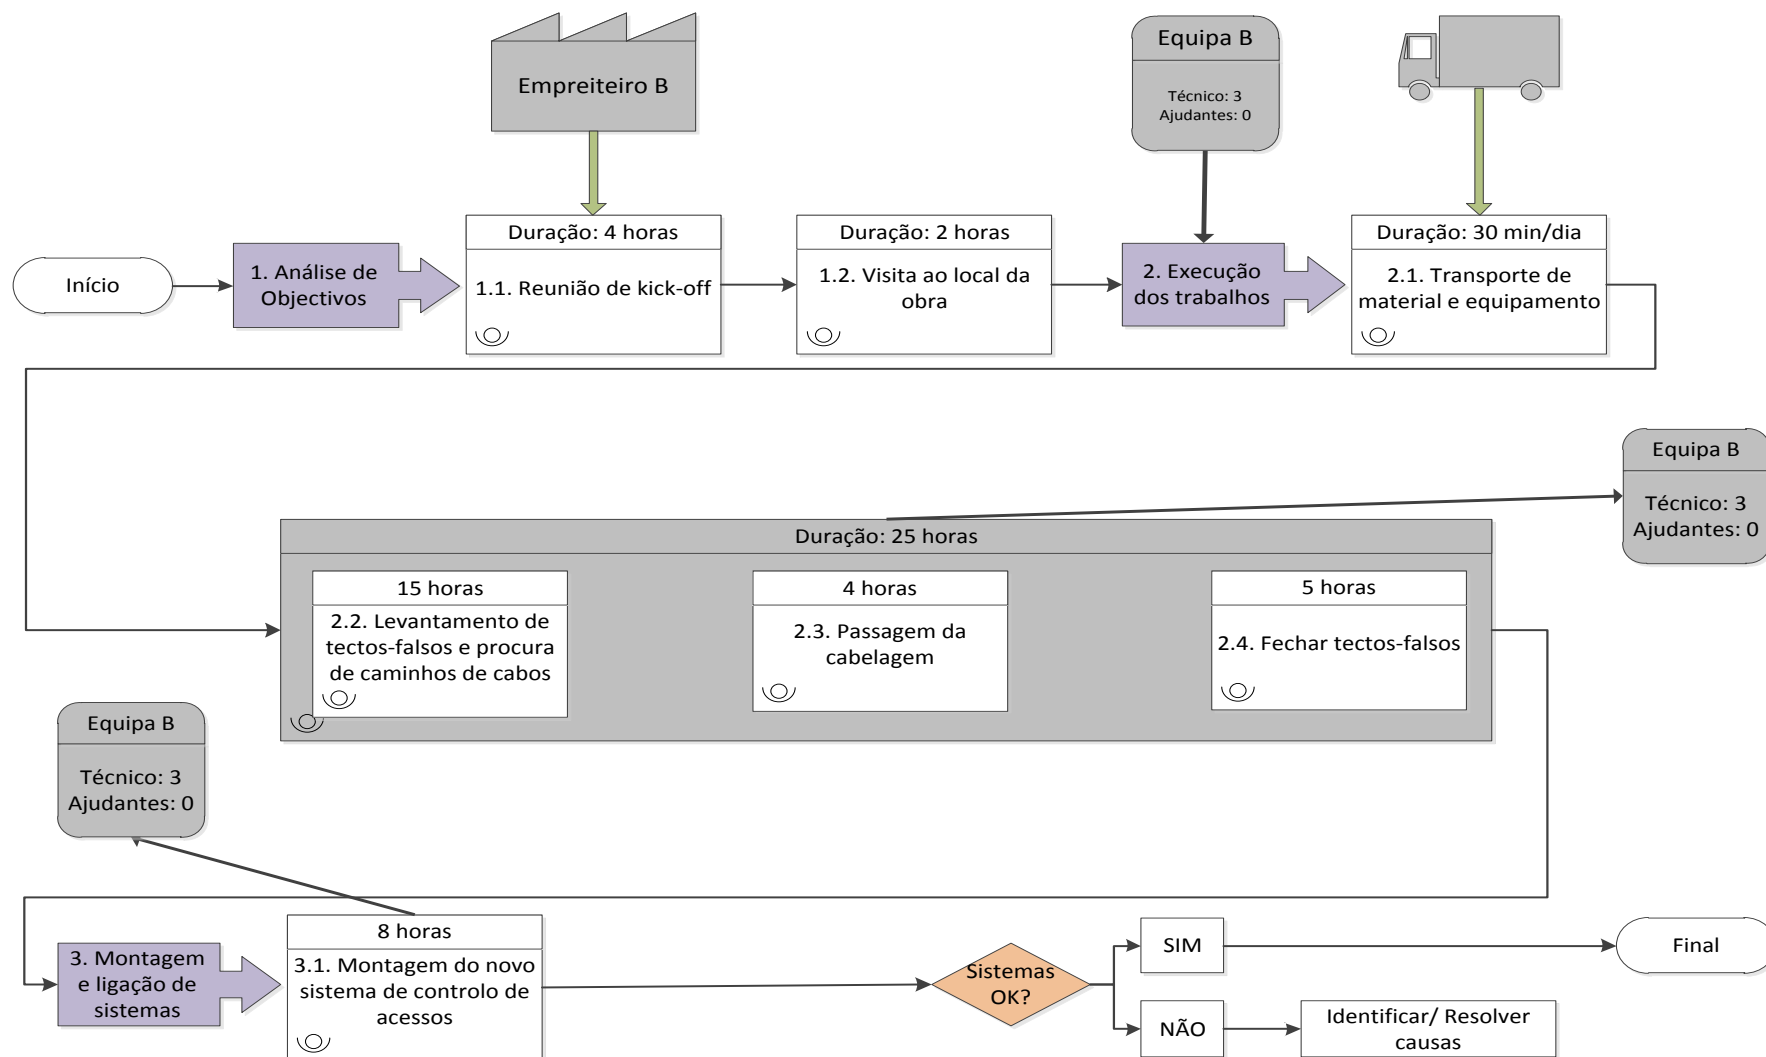 Empreiteiro B
Equipa B
Técnico: 3
Ajudantes: 0
Início
1. Análise de
Objectivos
Duração: 4 horas
1.1. Reunião de kick-off
Duração: 2 horas
1.2. Visita ao local da
obra
2. Execução
dos trabalhos
Duração: 30 min/dia
2.1. Transporte de
material e equipamento
Equipa B
Técnico: 3
Ajudantes: 0
Duração: 25 horas
15 horas
2.2. Levantamento de
tectos-falsos e procura
de caminhos de cabos
4 horas
2.3. Passagem da
cabelagem
5 horas
2.4. Fechar tectos-falsos
Equipa B
Técnico: 3
Ajudantes: 0
3. Montagem
e ligação de
sistemas
8 horas
3.1. Montagem do novo
sistema de controlo de
acessos
Sistemas
OK?
SIM
Final
NÃO
Identificar/ Resolver
causas